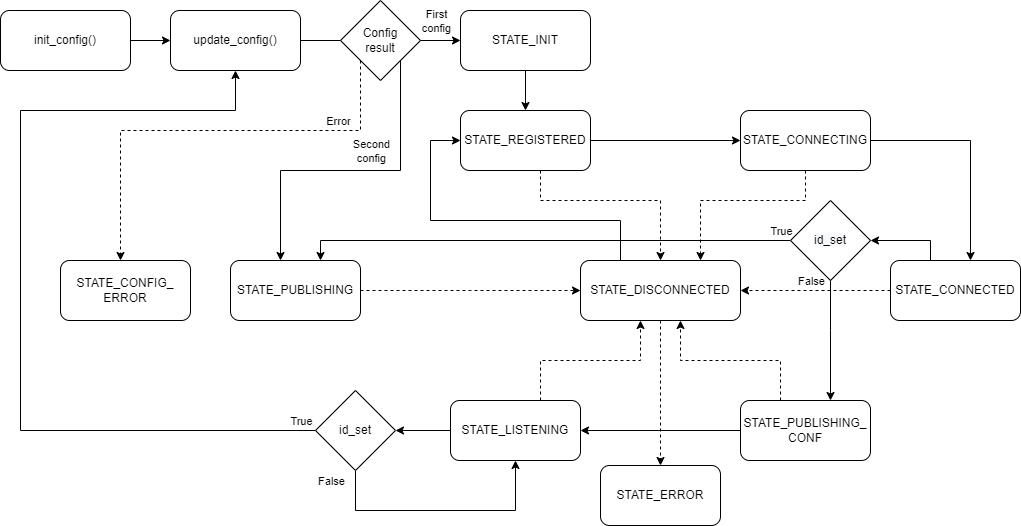 init_config()
update_config()
Config
result
First
config
STATE_INIT
Error
Second
config
STATE_REGISTERED
STATE_CONNECTING
True
id_set
False
STATE_CONFIG_
ERROR
STATE_PUBLISHING
STATE_DISCONNECTED
STATE_CONNECTED
True
id_set
False
STATE_LISTENING
STATE_PUBLISHING_
CONF
STATE_ERROR